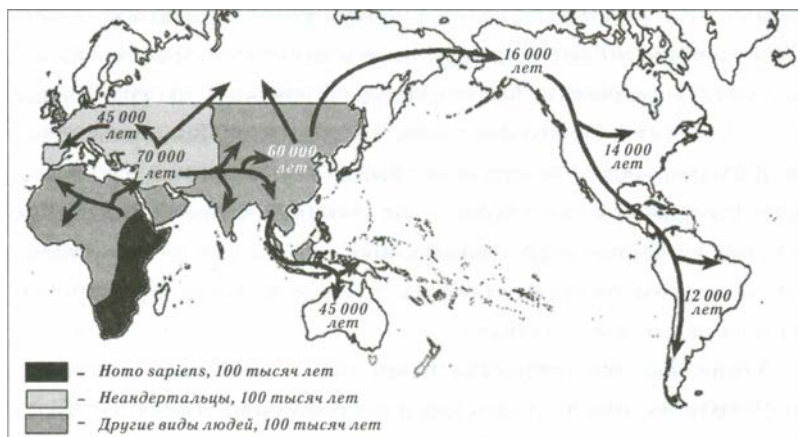 16 000
лет
45 000
лет
70 000
лет
60 000
лет
14 000
лет
45 000
лет
12 000
лет
– Homo sapiens, 100 тысяч лет
– Неандертальцы, 100 тысяч лет
– Другие виды людей, 100 тысяч лет